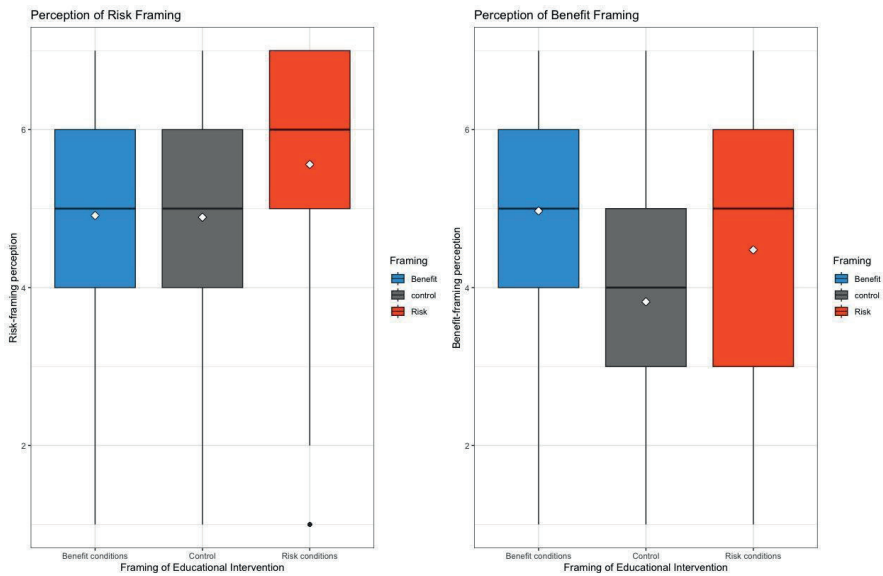 Perception of Risk Framing
Risk-framing perception
6
4
2
Benefit conditions
Control
Risk conditions
Framing of Educational Intervention
Framing
Benefit
control
Risk
Perception of Benefit Framing
Benefit-framing perception
6
4
2
Benefit conditions
Control
Risk conditions
Framing of Educational Intervention
Framing
Benefit
control
Risk